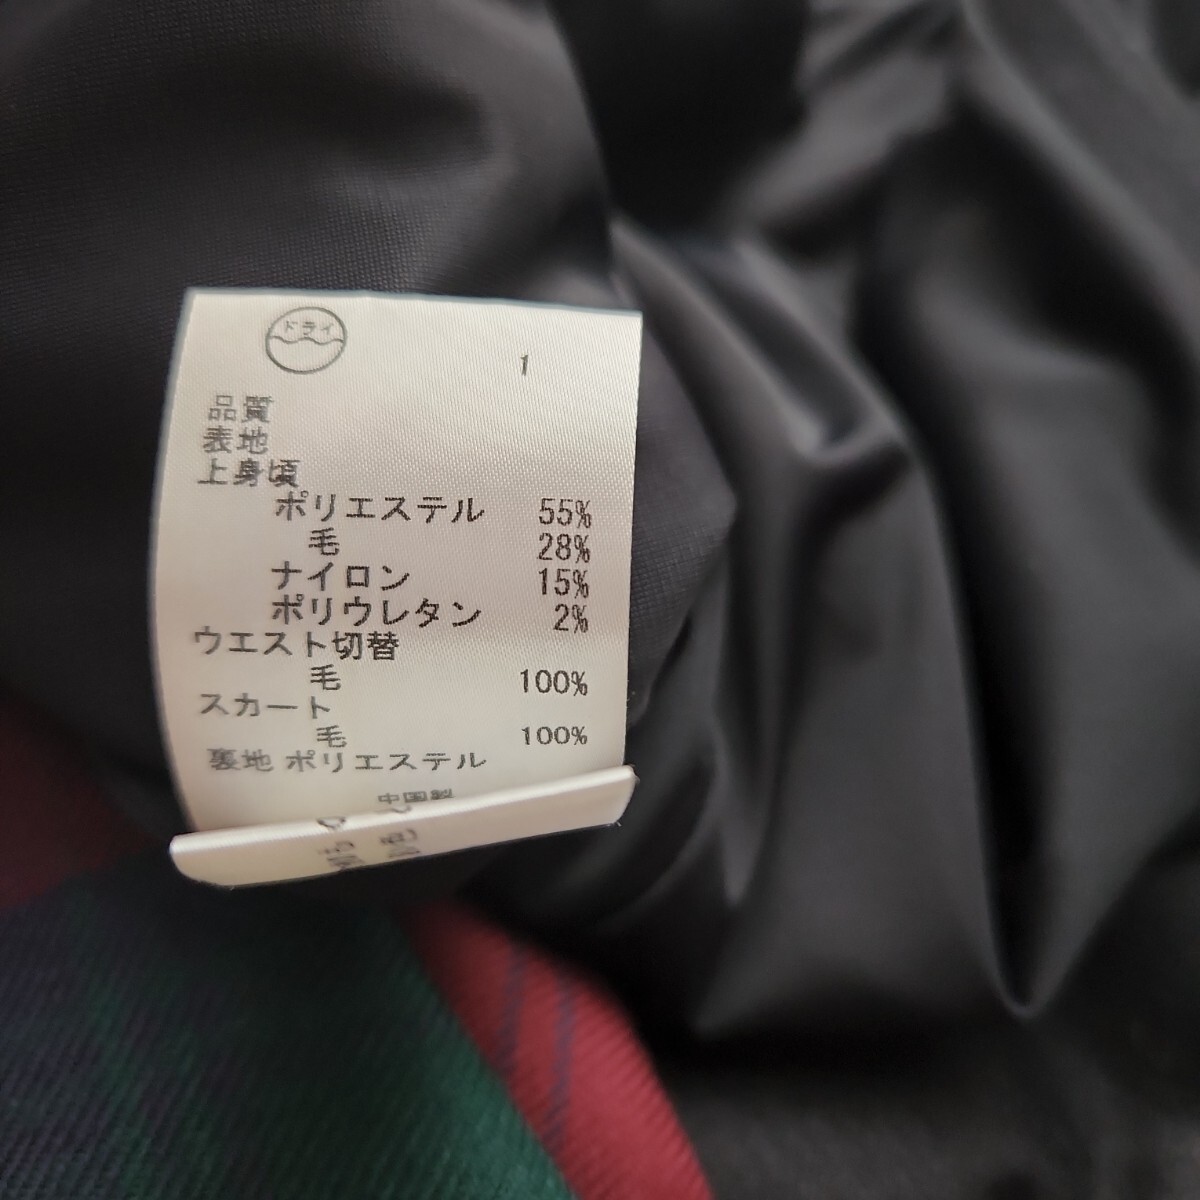 ドライ
1
品質
表地
上身頃
ポリエステル 55%
毛 28%
ナイロン 15%
ポリウレタン 2%
ウエスト切替
毛 100%
スカート
毛 100%
裏地 ポリエステル
中国製